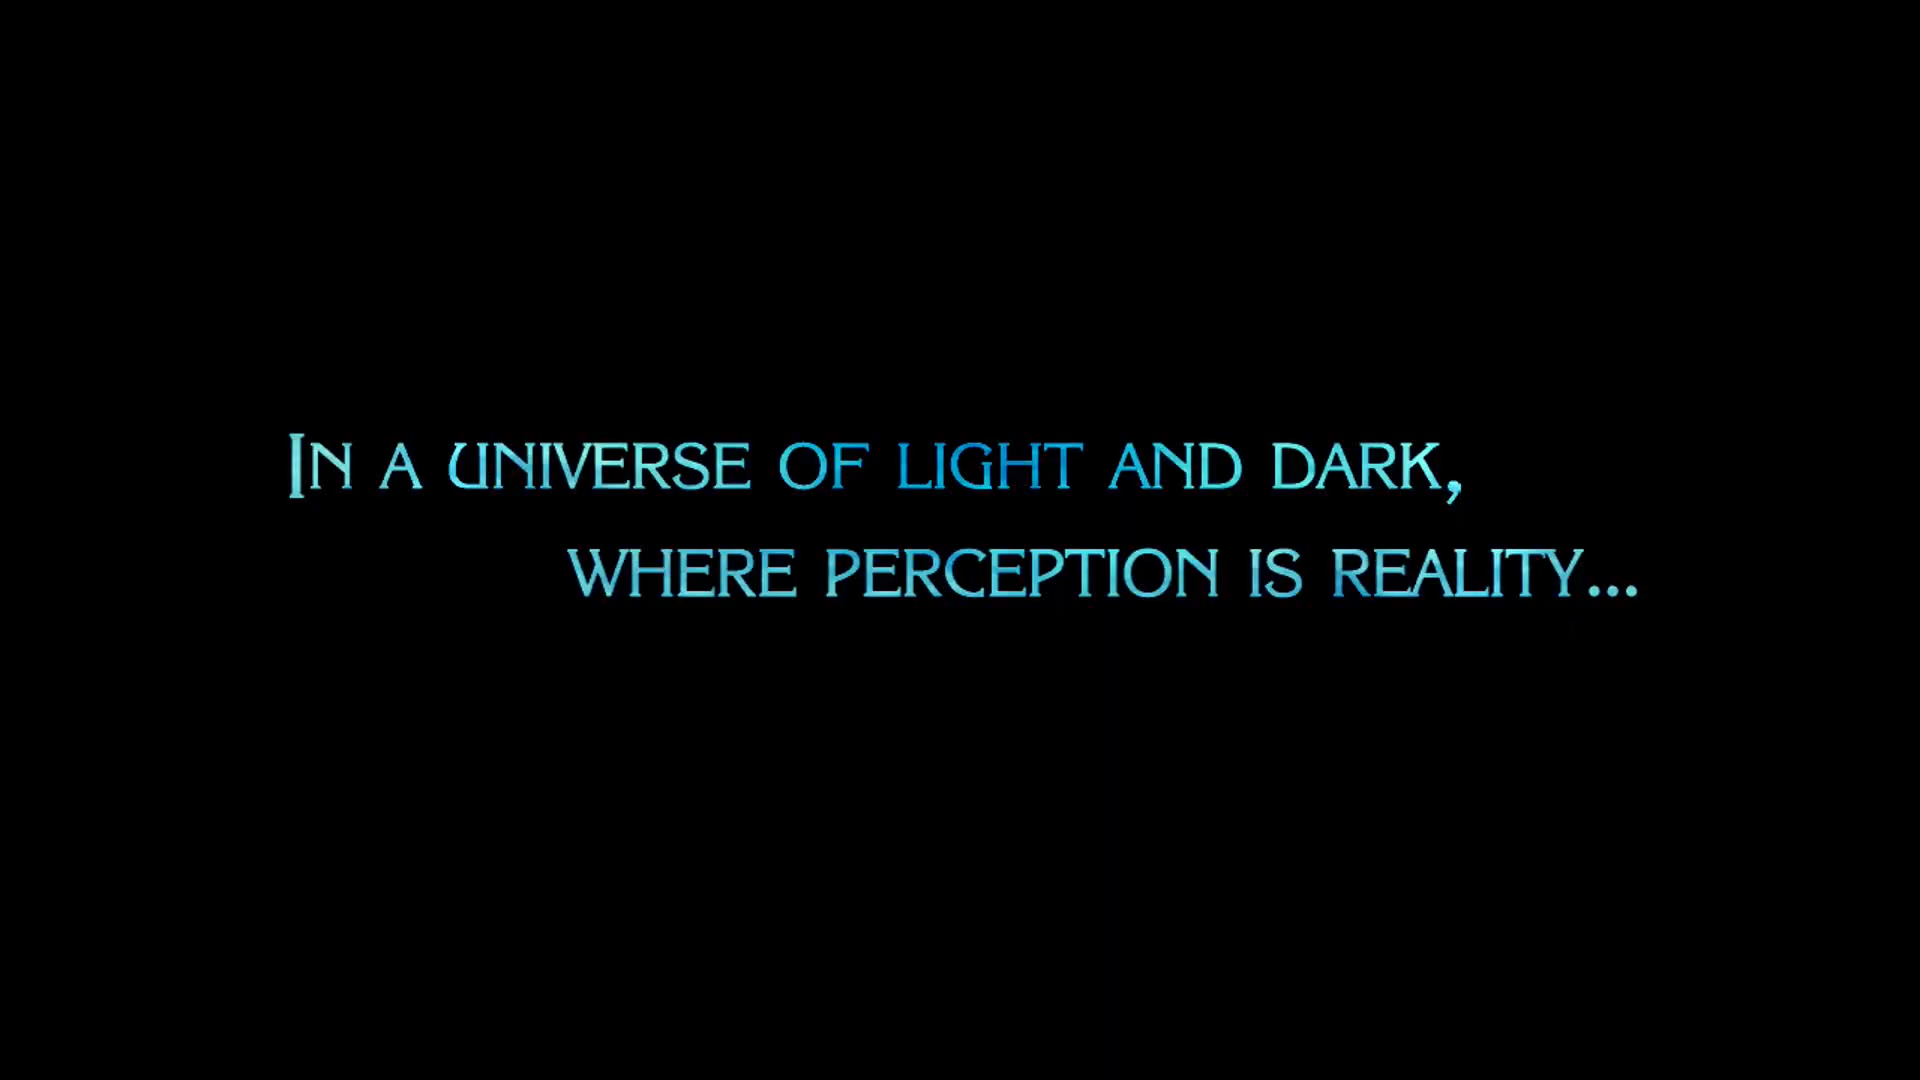 In a universe of light and dark,
where perception is reality...